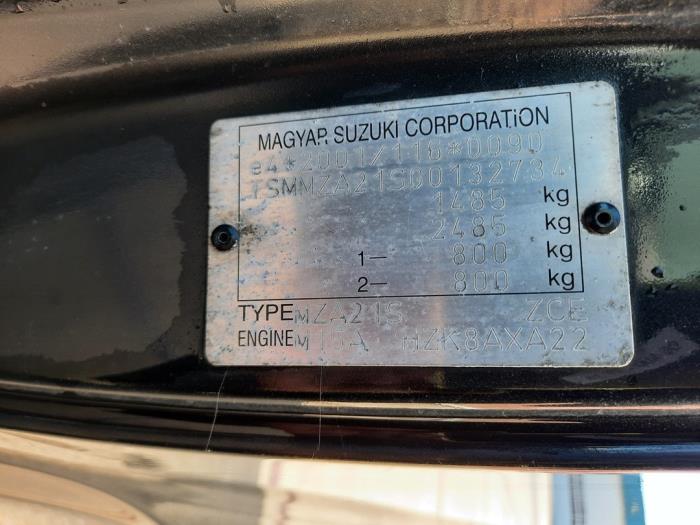 MAGYAR SUZUKI CORPORATiON
e4*2001/116*0090
TSMMZA21S00132734
1485 kg
2485 kg
1— 800 kg
2— 800 kg
TYPE MZA21S ZCE
ENGINE M15A HZK8AXA22